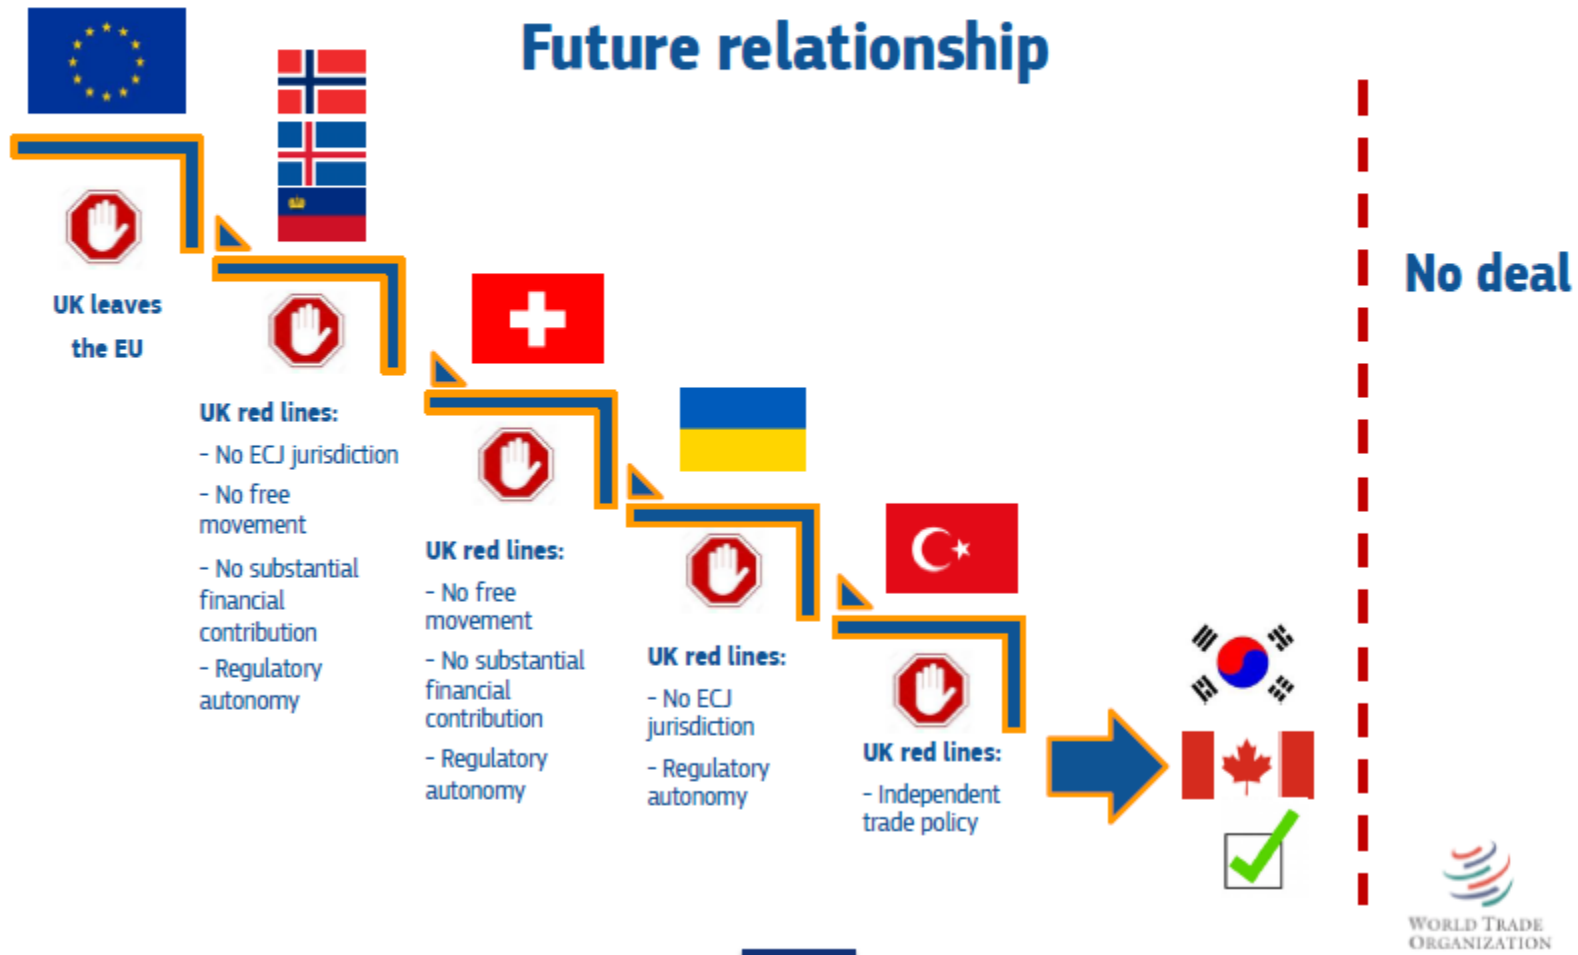 Future relationship
No deal
UK leaves
the EU
UK red lines:
- No ECJ jurisdiction
- No free
movement
- No substantial
financial
contribution
- Regulatory
autonomy
UK red lines:
- No free
movement
- No substantial
financial
contribution
- Regulatory
autonomy
UK red lines:
- No ECJ
jurisdiction
- Regulatory
autonomy
UK red lines:
- Independent
trade policy
WORLD TRADE
ORGANIZATION